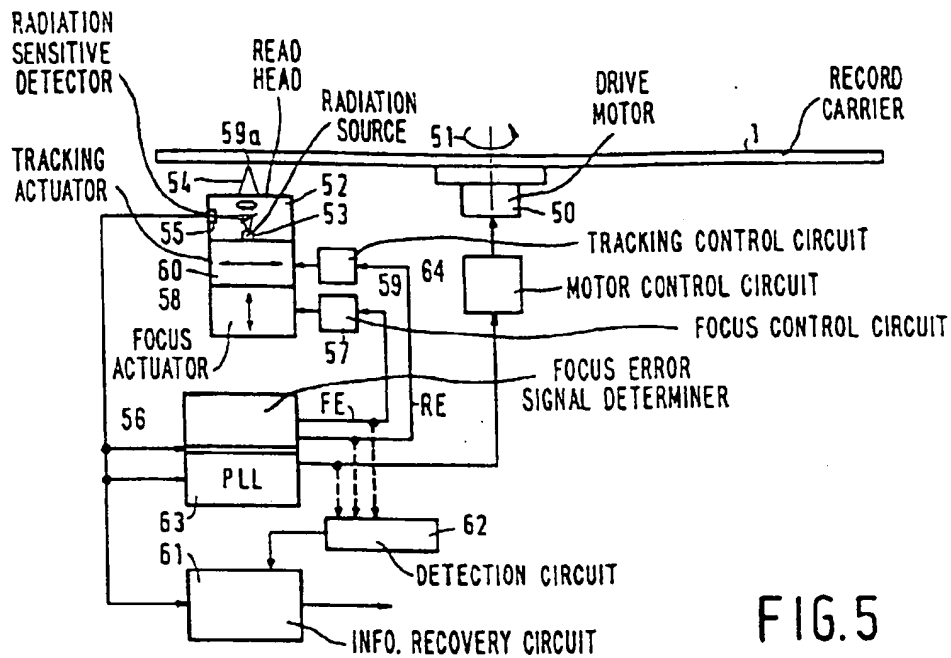 RADIATION
SENSITIVE
DETECTOR
READ
HEAD
RADIATION
SOURCE
DRIVE
MOTOR
RECORD
CARRIER
59a
51
1
TRACKING
ACTUATOR
54
52
53
55
50
TRACKING CONTROL CIRCUIT
60
59
64
MOTOR CONTROL CIRCUIT
58
FOCUS
ACTUATOR
57
FOCUS CONTROL CIRCUIT
FOCUS ERROR
SIGNAL DETERMINER
56
FE
RE
PLL
63
62
61
DETECTION CIRCUIT
INFO. RECOVERY CIRCUIT
FIG.5